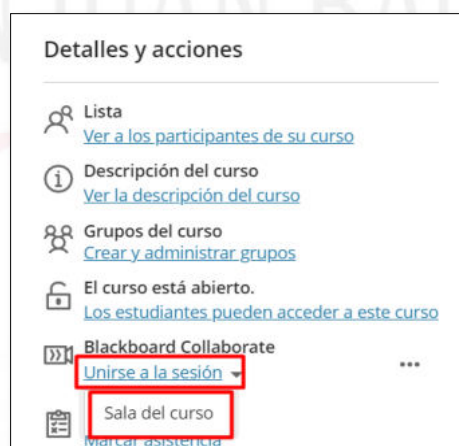 Detalles y acciones
Lista
Ver a los participantes de su curso
Descripción del curso
Ver la descripción del curso
Grupos del curso
Crear y administrar grupos
El curso está abierto.
Los estudiantes pueden acceder a este curso
Blackboard Collaborate
Unirse a la sesión
Sala del curso
Marcar asistencia